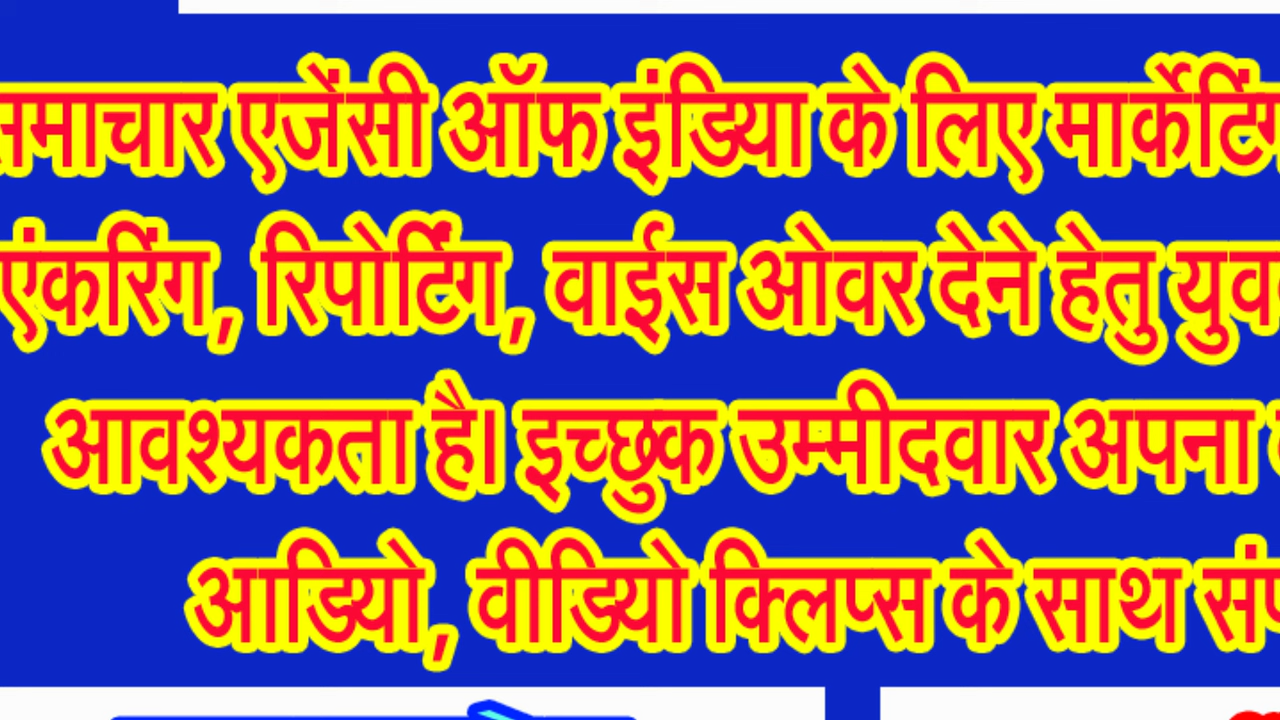 समाचार एजेंसी ऑफ इंडिया के लिए मार्केटिंग
एंकरिंग, रिपोर्टिंग, वाईस ओवर देने हेतु
आवश्यकता है। इच्छुक उम्मीदवार अपना
आडियो, वीडियो क्लिप्स के साथ